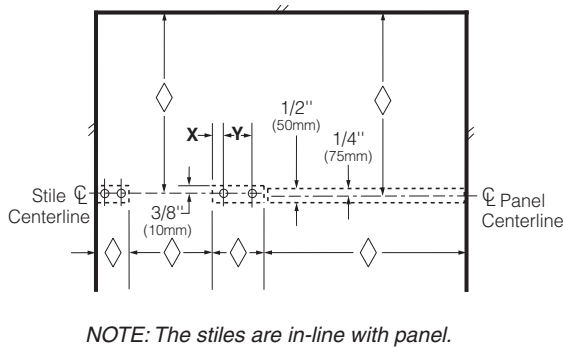 1/2"
(50mm)
X
Y
1/4"
(75mm)
Stile ℄
Centerline
3/8"
(10mm)
℄ Panel
Centerline
NOTE: The stiles are in-line with panel.